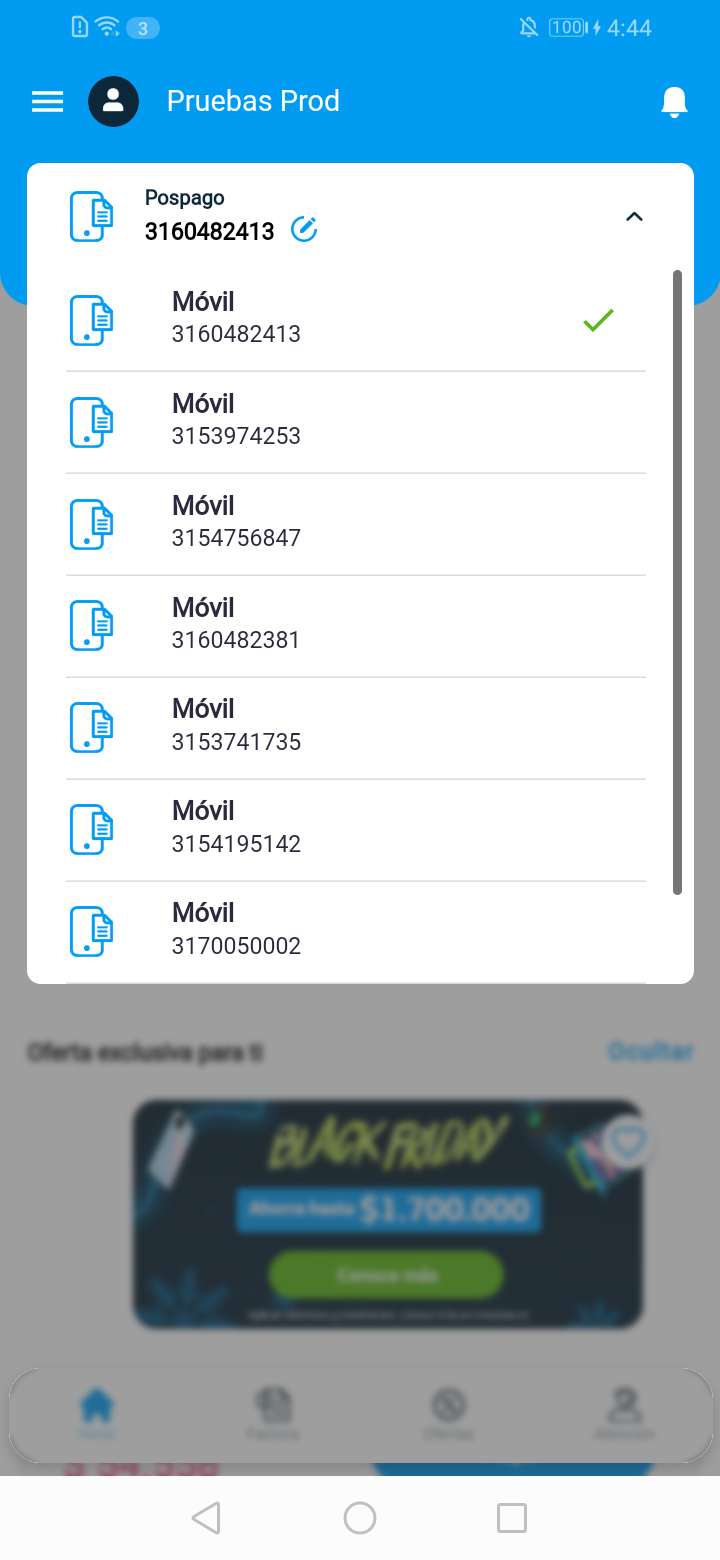 3
100
4:44
Pruebas Prod
Pospago
3160482413
Móvil
3160482413
Móvil
3153974253
Móvil
3154756847
Móvil
3160482381
Móvil
3153741735
Móvil
3154195142
Móvil
3170050002
Oferta exclusiva para ti
Ocultar
BLACK FRIDAY
Ahorra hasta $1.700.000
Conoce más
Inicio
Factura
Ofertas
Atención